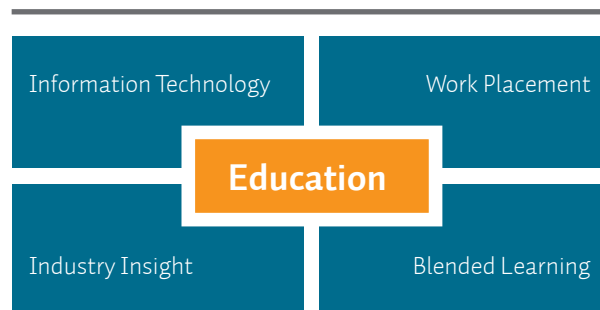 Information Technology
Work Placement
Education
Industry Insight
Blended Learning